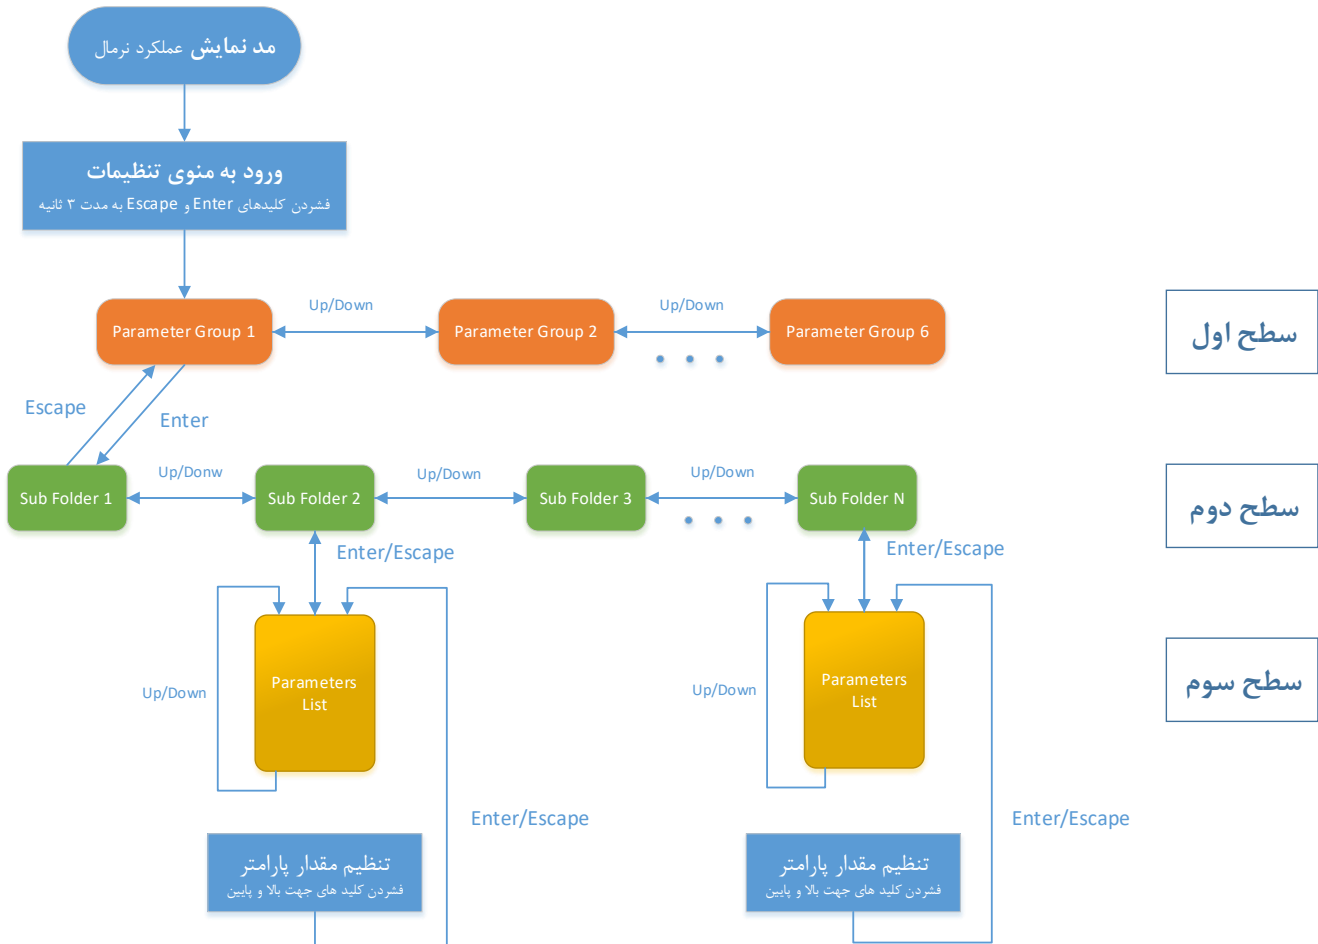 مد نمایش عملکرد نرمال
ورود به منوی تنظیمات
فشردن کلیدهای Enter و Escape به مدت ۳ ثانیه
Up/Down
Up/Down
Parameter Group 1
Parameter Group 2
Parameter Group 6
سطح اول
Escape
Enter
Up/Donw
Up/Down
Up/Down
Sub Folder 1
Sub Folder 2
Sub Folder 3
Sub Folder N
سطح دوم
Enter/Escape
Enter/Escape
Parameters
List
Up/Down
Parameters
List
Up/Down
سطح سوم
Enter/Escape
Enter/Escape
تنظیم مقدار پارامتر
فشردن کلید های جهت بالا و پایین
تنظیم مقدار پارامتر
فشردن کلید های جهت بالا و پایین